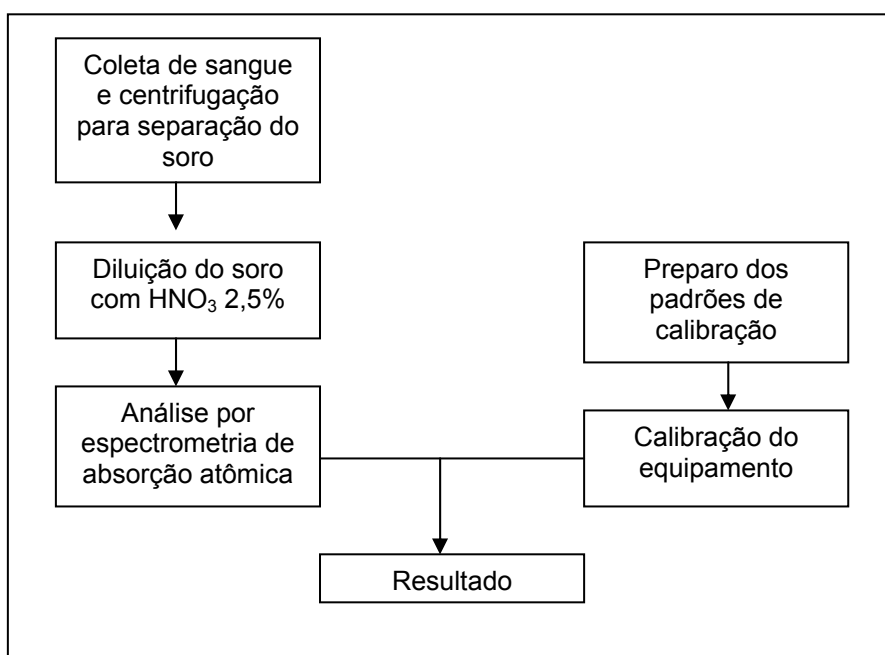 Coleta de sangue
e centrifugação
para separação do
soro
Diluição do soro
com HNO₃ 2,5%
Análise por
espectrometria de
absorção atômica
Preparo dos
padrões de
calibração
Calibração do
equipamento
Resultado